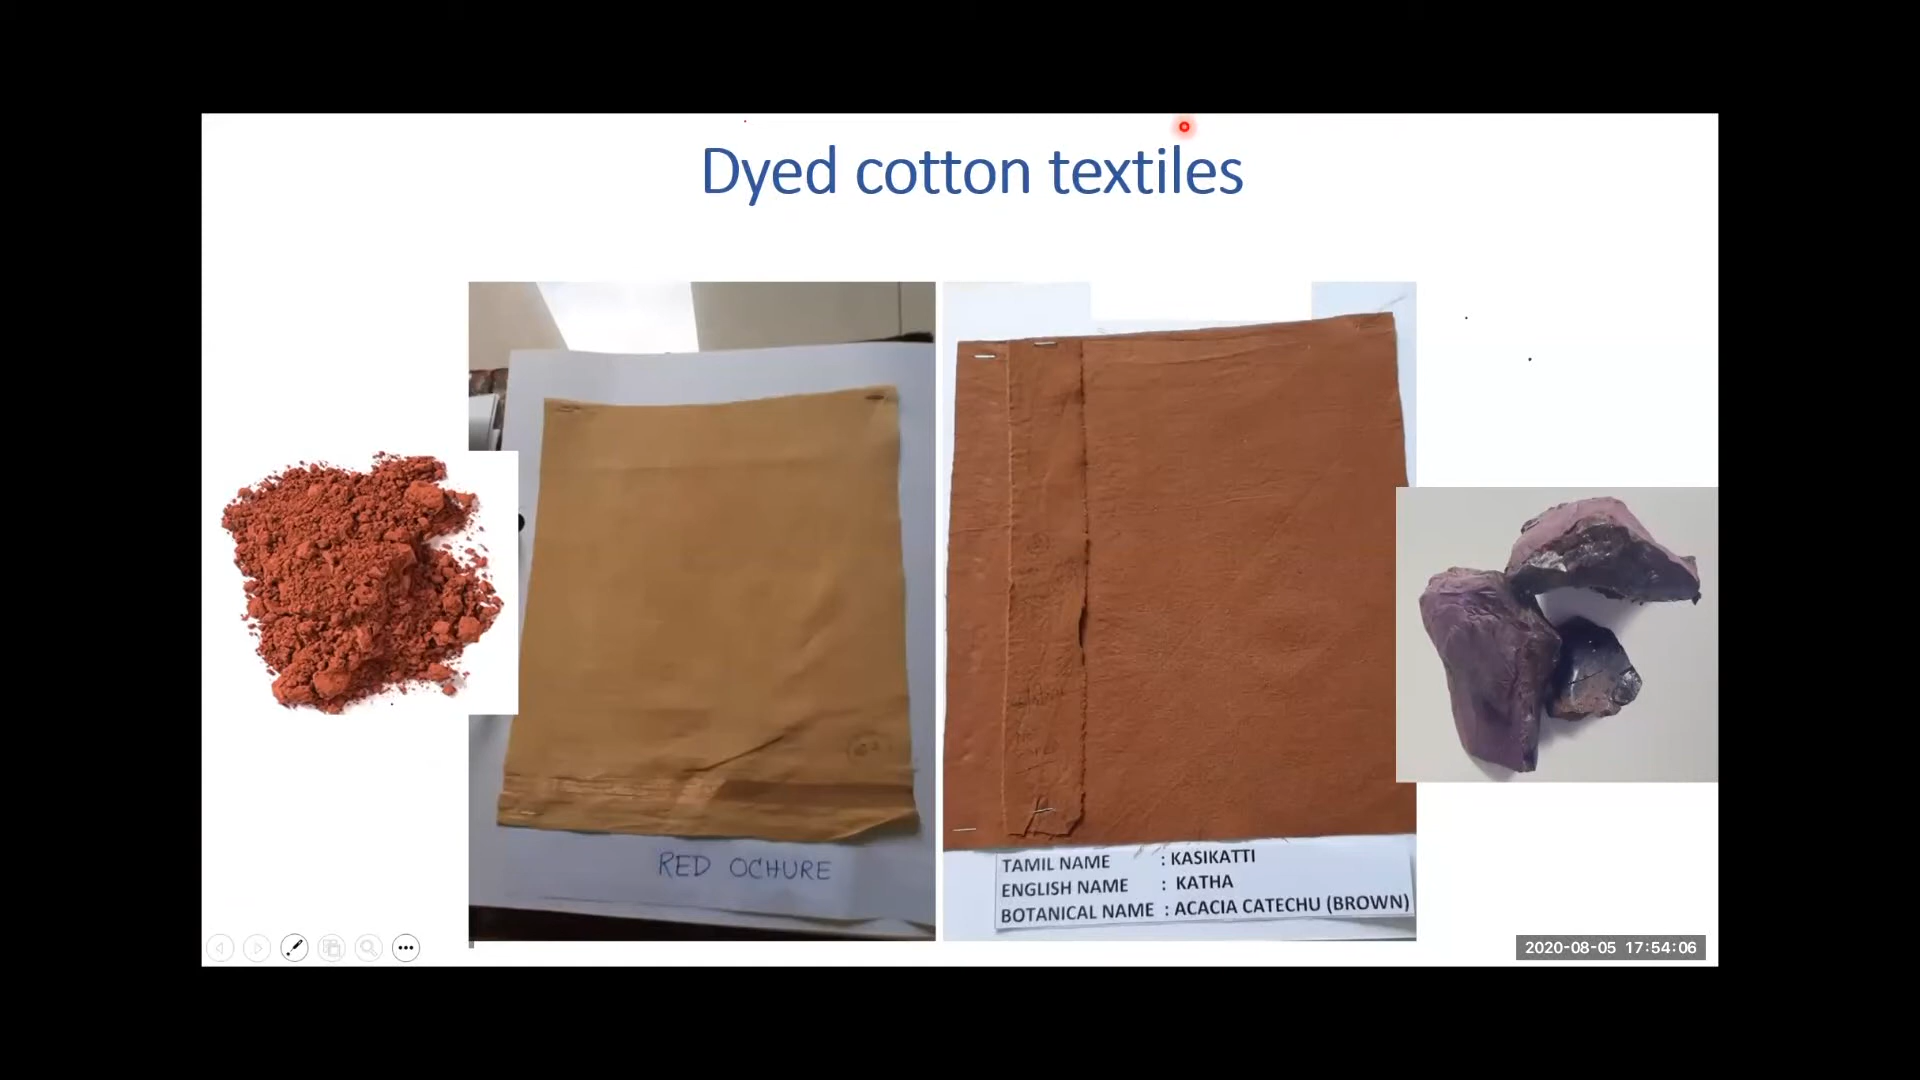 Dyed cotton textiles
RED OCHURE
TAMIL NAME : KASIKATTI
ENGLISH NAME : KATHA
BOTANICAL NAME : ACACIA CATECHU (BROWN)
2020-08-05 17:54:06